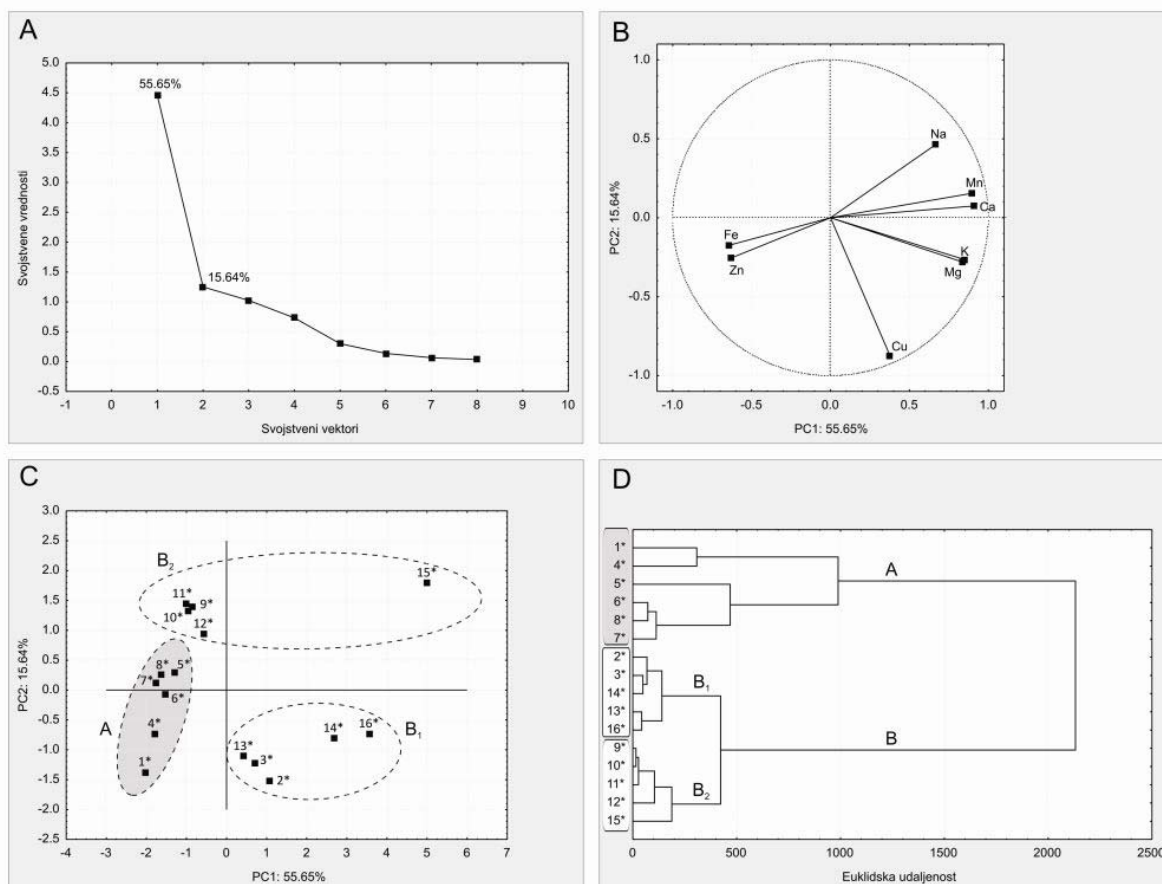 A
5.0
4.5
4.0
3.5
3.0
2.5
2.0
1.5
1.0
0.5
0.0
-0.5
55.65%
15.64%
Svojstvene vrednosti
-1 0 1 2 3 4 5 6 7 8 9 10
Svojstveni vektori
B
1.0
0.5
0.0
-0.5
-1.0
PC2: 15.64%
Na
Mn
Ca
Fe
Zn
K
Mg
Cu
-1.0 -0.5 0.0 0.5 1.0
PC1: 55.65%
C
3.0
2.5
2.0
1.5
1.0
0.5
0.0
-0.5
-1.0
-1.5
-2.0
-2.5
PC2: 15.64%
B2
15*
11*
9*
10*
12*
8* 5*
7*
6*
A
4*
1*
B1
14* 16*
13*
3*
2*
-4 -3 -2 -1 0 1 2 3 4 5 6 7
PC1: 55.65%
D
1*
4*
5*
6*
8*
7*
2*
3*
14*
13*
16*
9*
10*
11*
12*
15*
A
B1
B
B2
0 500 1000 1500 2000 2500
Euklidska udaljenost